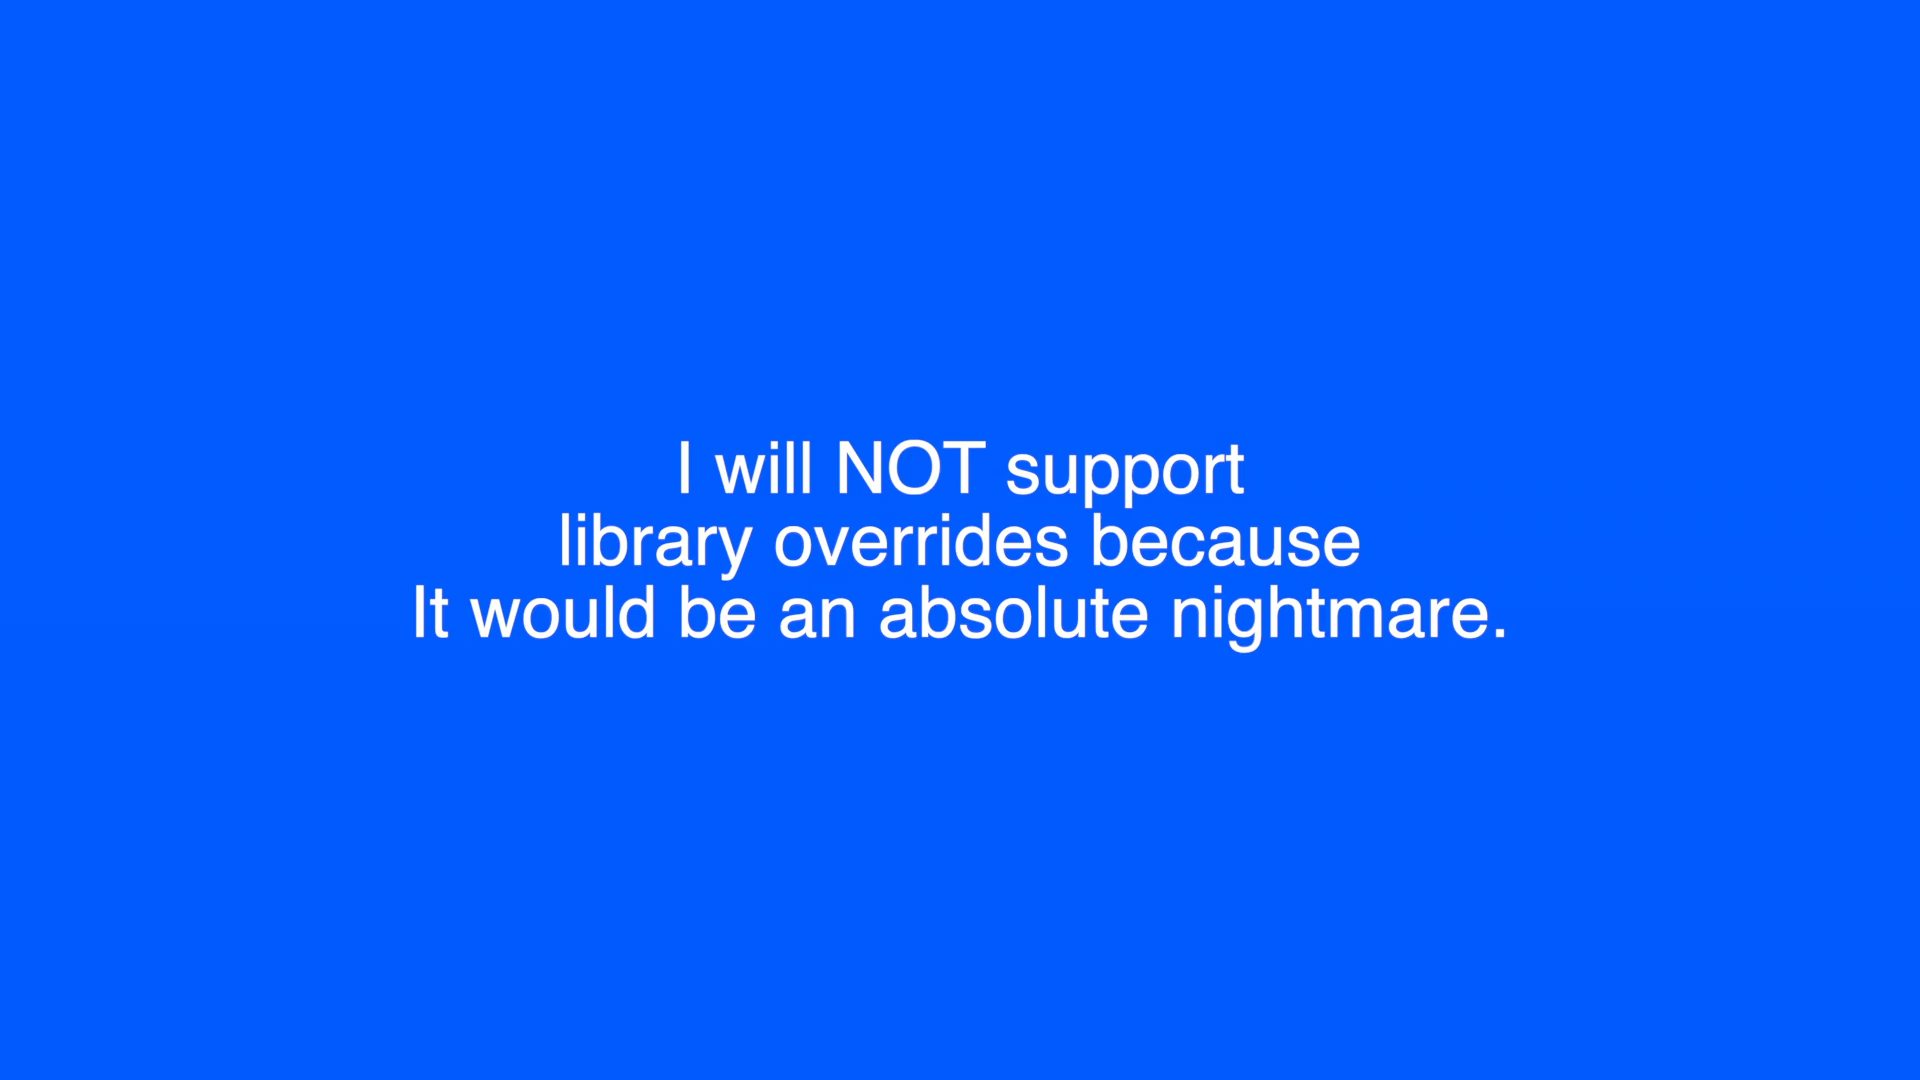 I will NOT support
library overrides because
It would be an absolute nightmare.